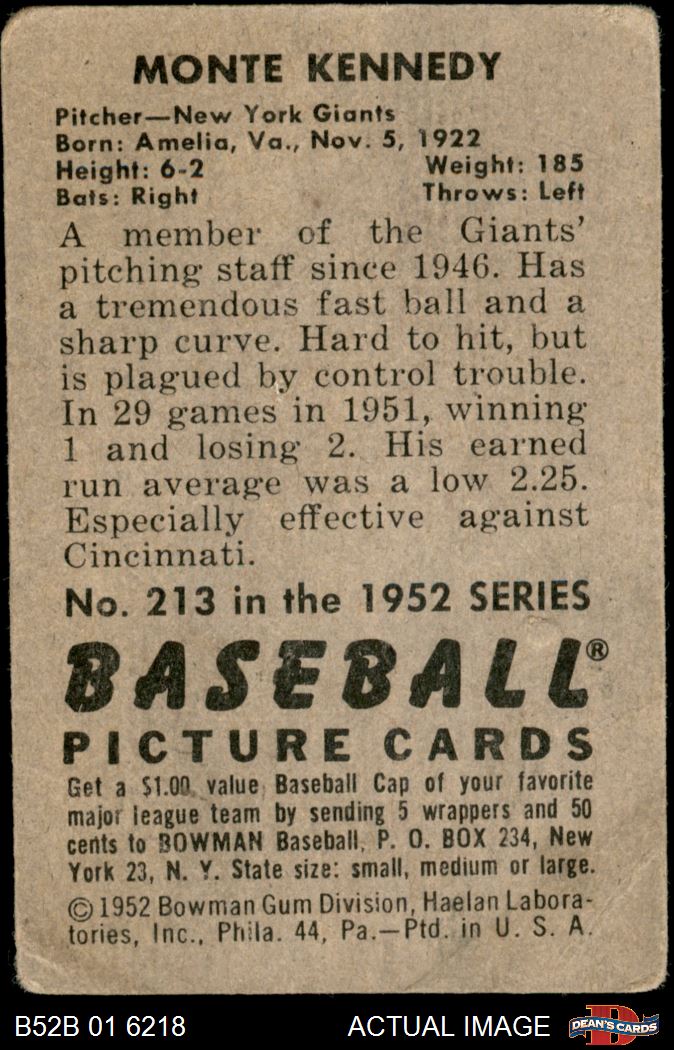 MONTE KENNEDY
Pitcher—New York Giants
Born: Amelia, Va., Nov. 5, 1922
Height: 6-2 Weight: 185
Bats: Right Throws: Left
A member of the Giants'
pitching staff since 1946. Has
a tremendous fast ball and a
sharp curve. Hard to hit, but
is plagued by control trouble.
In 29 games in 1951, winning
1 and losing 2. His earned
run average was a low 2.25.
Especially effective against
Cincinnati.
No. 213 in the 1952 SERIES
BASEBALL®
PICTURE CARDS
Get a $1.00 value Baseball Cap of your favorite
major league team by sending 5 wrappers and 50
cents to BOWMAN Baseball, P. O. BOX 234, New
York 23, N. Y. State size: small, medium or large.
© 1952 Bowman Gum Division, Haelan Labora-
tories, Inc., Phila. 44, Pa.—Ptd. in U. S. A.
B52B 01 6218 ACTUAL IMAGE D DEAN'S CARDS